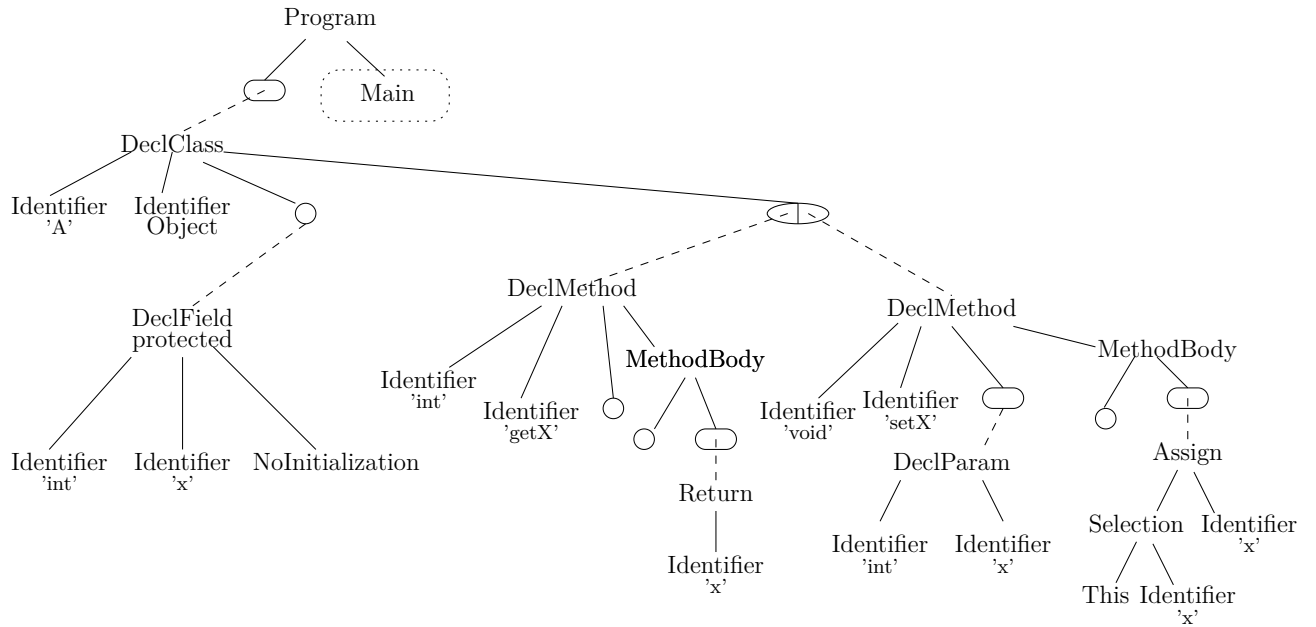 Program
Main
DeclClass
Identifier Identifier
'A' Object
DeclMethod
DeclMethod
DeclField
protected
MethodBody
MethodBody
Identifier
'int'
Identifier
'getX'
Identifier
'void'
Identifier
'setX'
Identifier
'int'
Identifier
'x'
NoInitialization
DeclParam
Assign
Return
Selection
Identifier
'x'
Identifier
'int'
Identifier
'x'
Identifier
'x'
This
Identifier
'x'